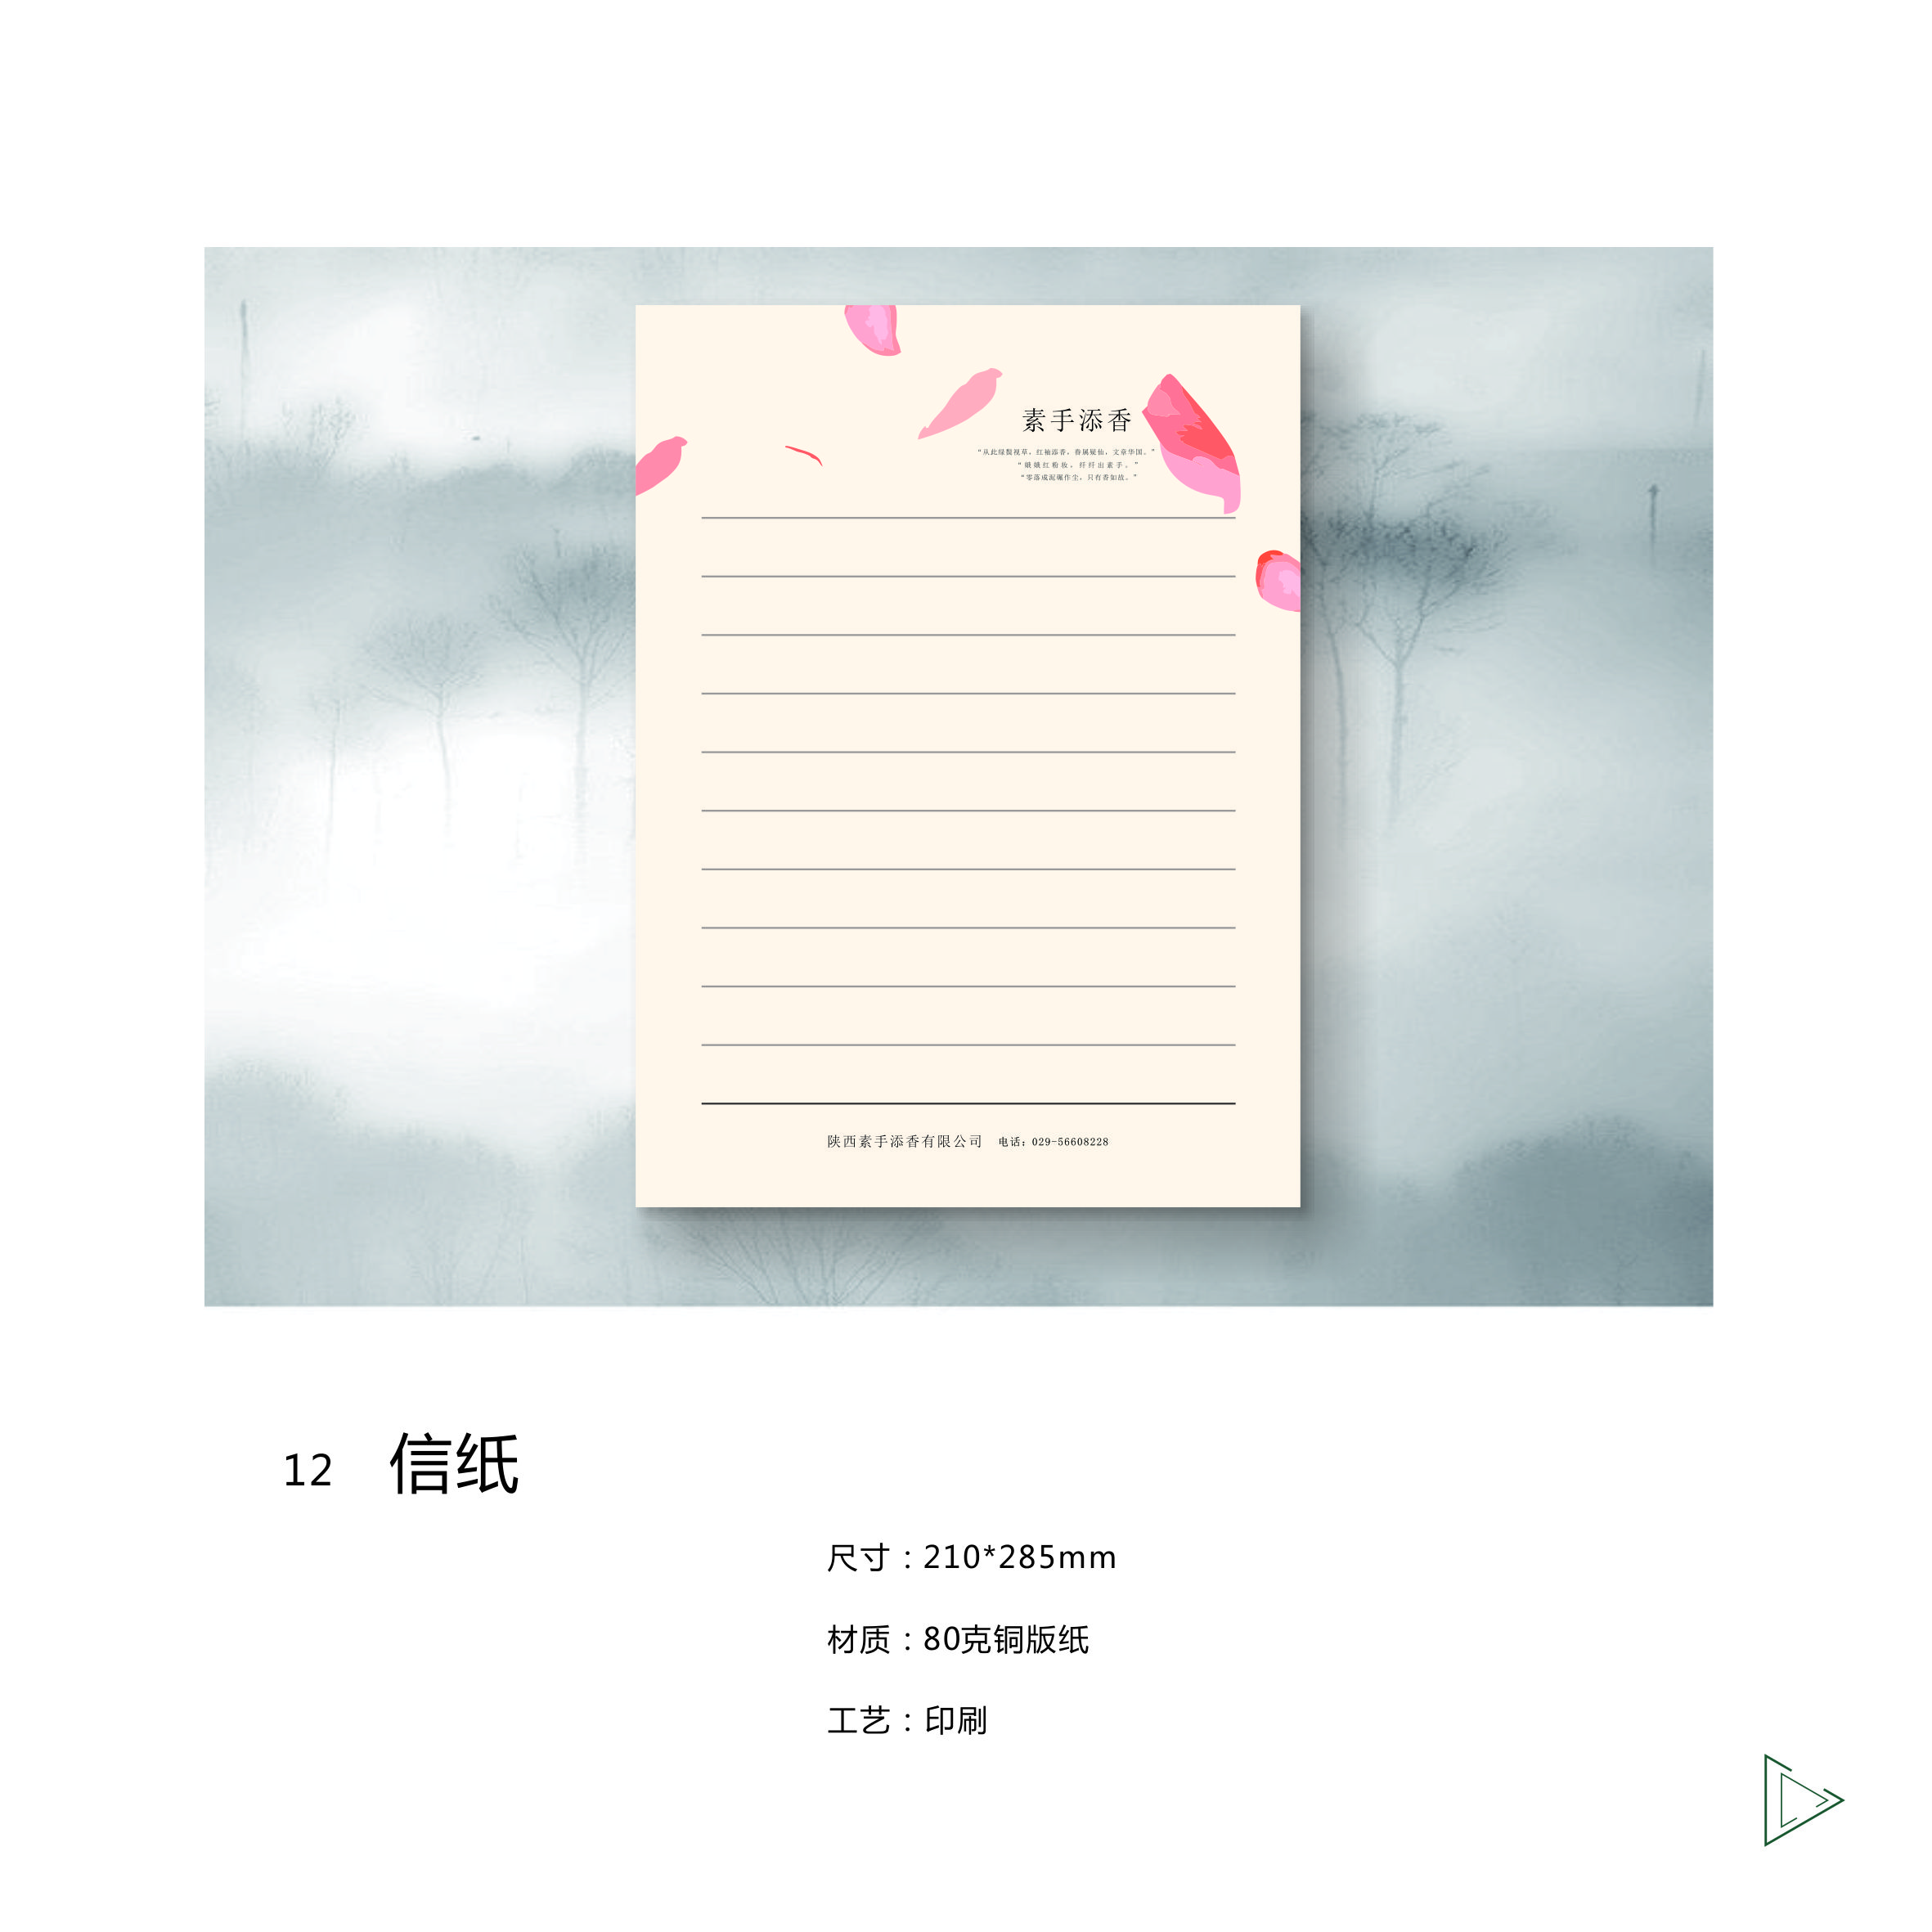 素手添香
“从此绿鬓视草，红袖添香，眷属疑仙，文章华国。”
“娥娥红粉妆，纤纤出素手。”
“零落成泥碾作尘，只有香如故。”
陕西素手添香有限公司 电话：029-56608228
12 信纸
尺寸：210*285mm
材质：80克铜版纸
工艺：印刷